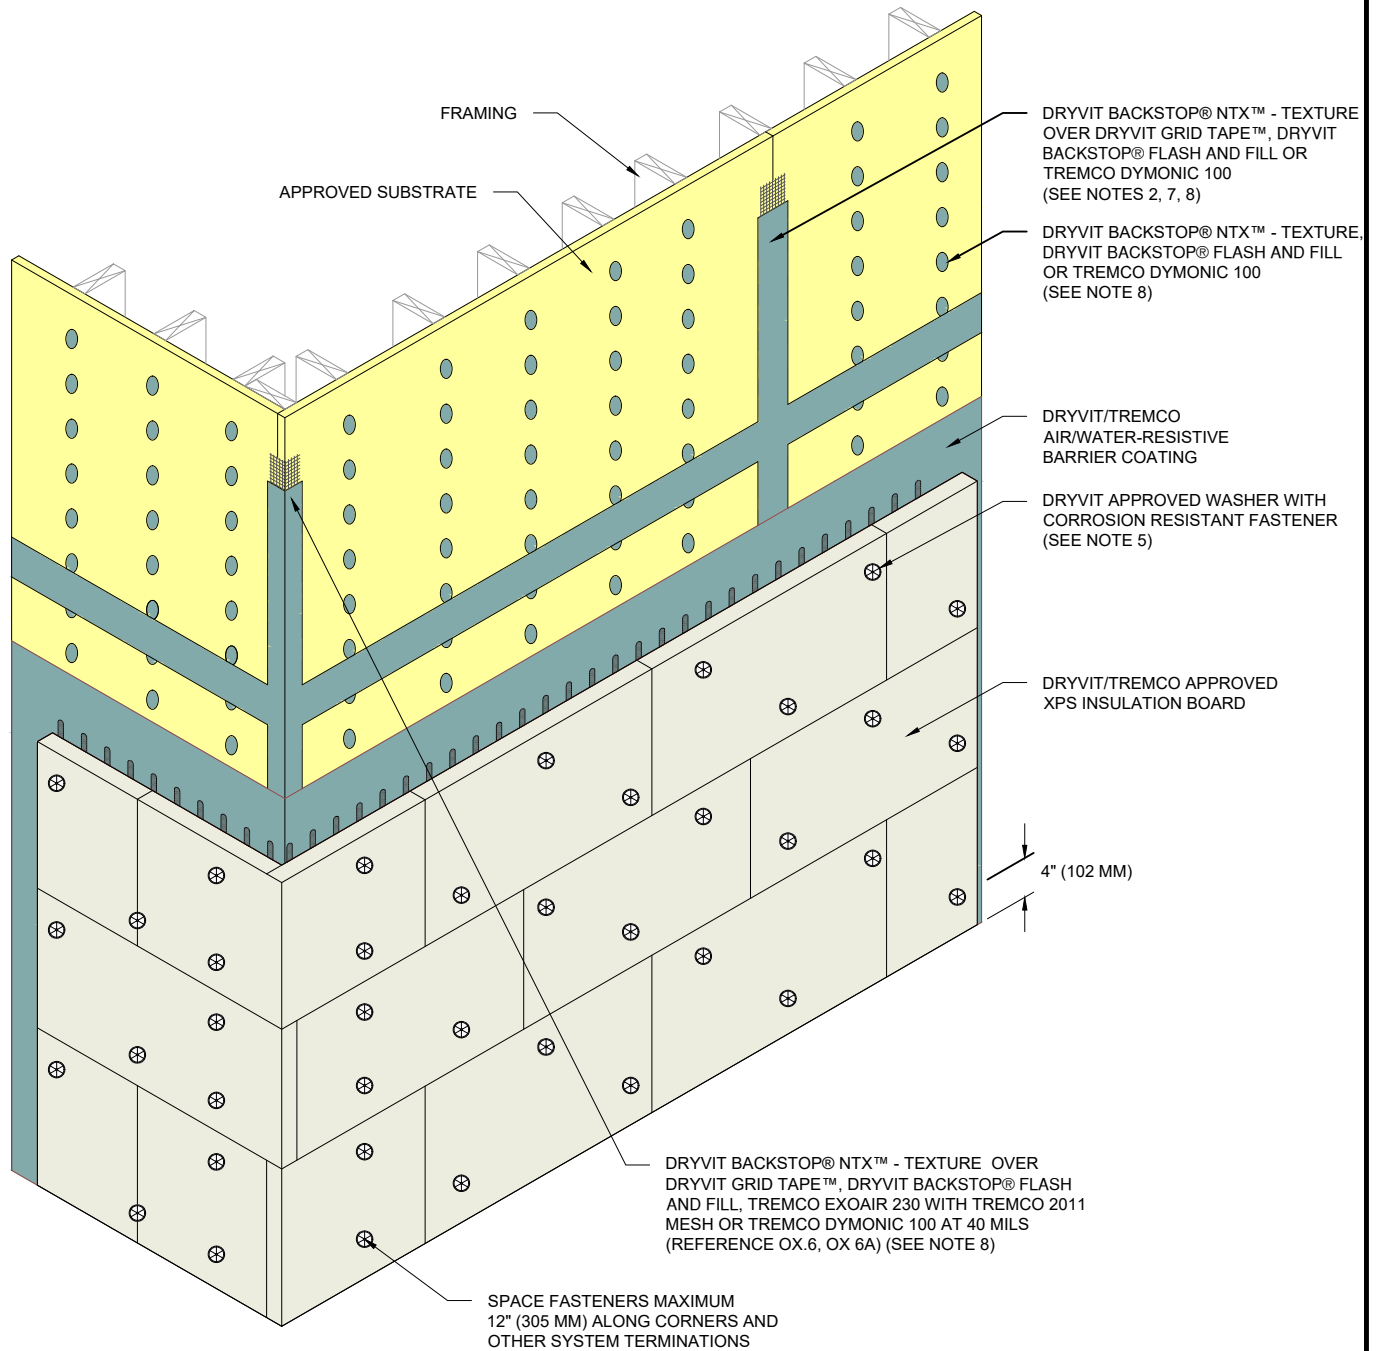 FRAMING
APPROVED SUBSTRATE
DRYVIT BACKSTOP® NTX™ - TEXTURE
OVER DRYVIT GRID TAPE™, DRYVIT
BACKSTOP® FLASH AND FILL OR
TREMCO DYMONIC 100
(SEE NOTES 2, 7, 8)
DRYVIT BACKSTOP® NTX™ - TEXTURE,
DRYVIT BACKSTOP® FLASH AND FILL
OR TREMCO DYMONIC 100
(SEE NOTE 8)
DRYVIT/TREMCO
AIR/WATER-RESISTIVE
BARRIER COATING
DRYVIT APPROVED WASHER WITH
CORROSION RESISTANT FASTENER
(SEE NOTE 5)
DRYVIT/TREMCO APPROVED
XPS INSULATION BOARD
4" (102 MM)
DRYVIT BACKSTOP® NTX™ - TEXTURE OVER
DRYVIT GRID TAPE™, DRYVIT BACKSTOP® FLASH
AND FILL, TREMCO EXOAIR 230 WITH TREMCO 2011
MESH OR TREMCO DYMONIC 100 AT 40 MILS
(REFERENCE OX.6, OX 6A) (SEE NOTE 8)
SPACE FASTENERS MAXIMUM
12" (305 MM) ALONG CORNERS AND
OTHER SYSTEM TERMINATIONS